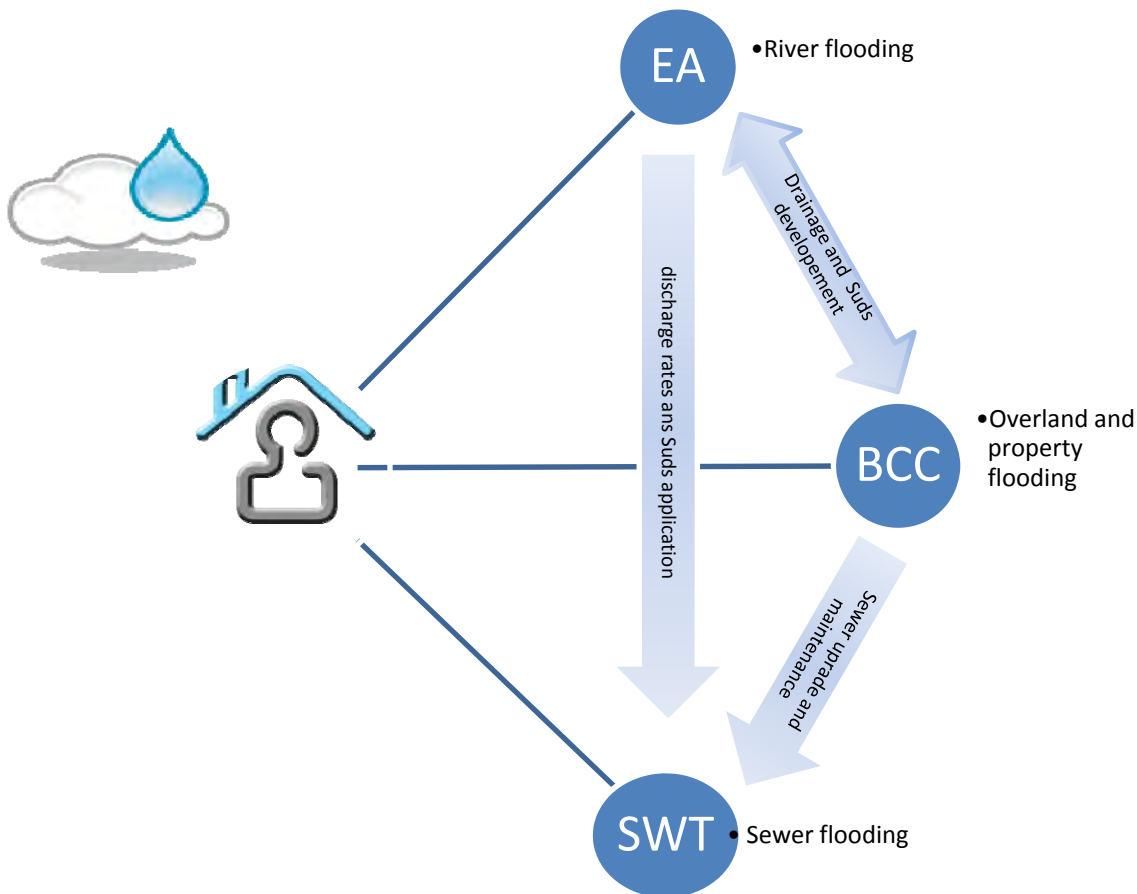 EA
•River flooding
Drainage and Suds
developement
discharge rates ans Suds application
BCC
•Overland and
property
flooding
Sewer uprade and
maintenance
SWT
• Sewer flooding